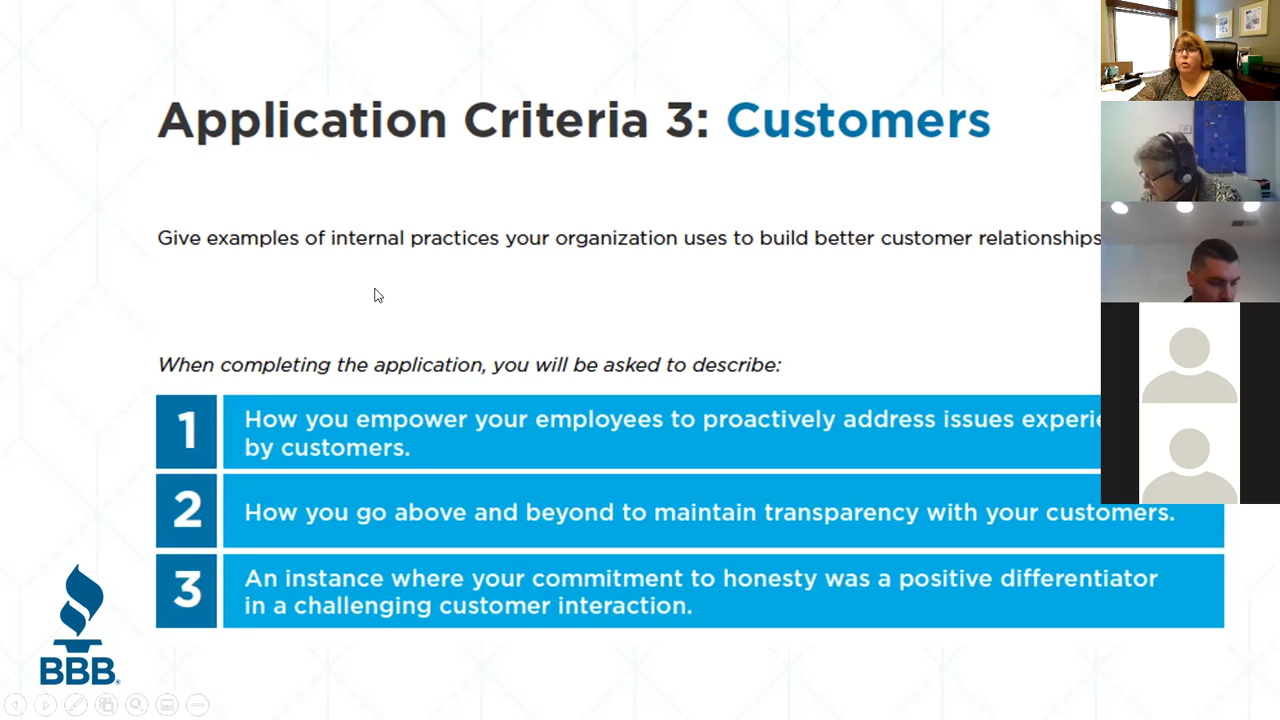 Application Criteria 3: Customers
Give examples of internal practices your organization uses to build better customer relationships
When completing the application, you will be asked to describe:
1
How you empower your employees to proactively address issues
by customers.
2
How you go above and beyond to maintain transparency with your customers.
3
An instance where your commitment to honesty was a positive differentiator
in a challenging customer interaction.
BBB